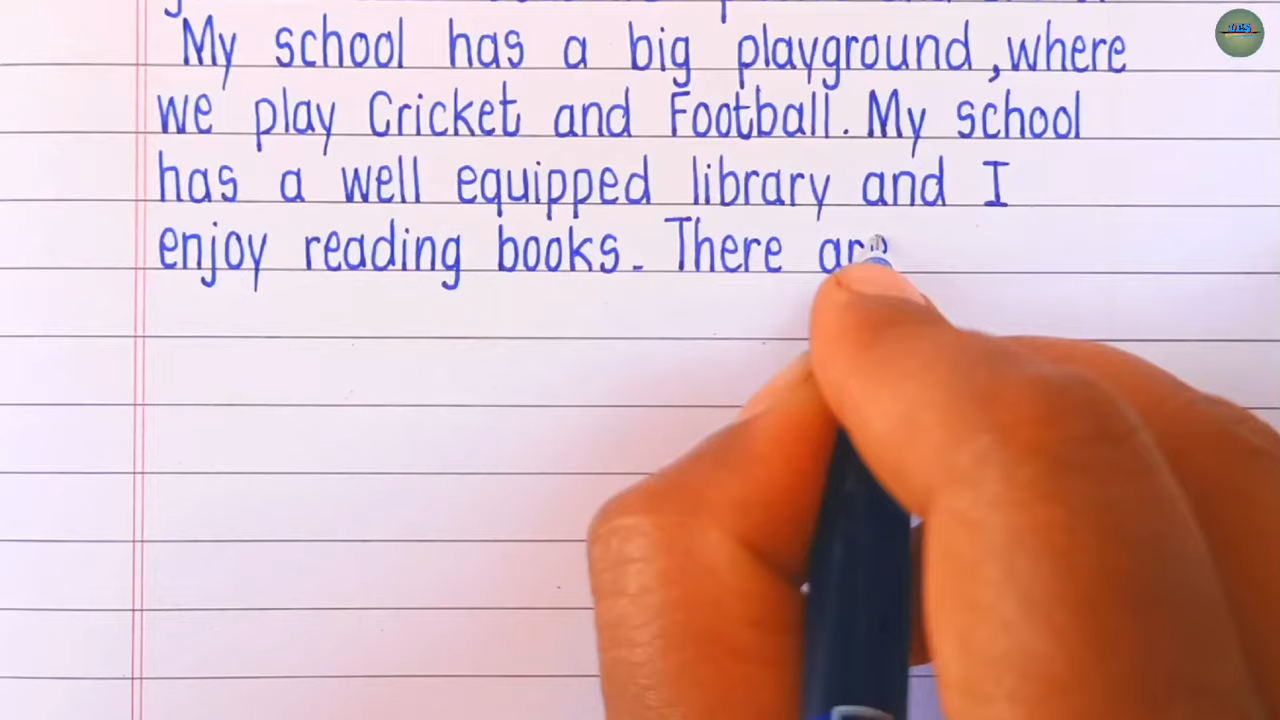 My school has a big playground, where
we play Cricket and Football. My school
has a well equipped library and I
enjoy reading books. There are